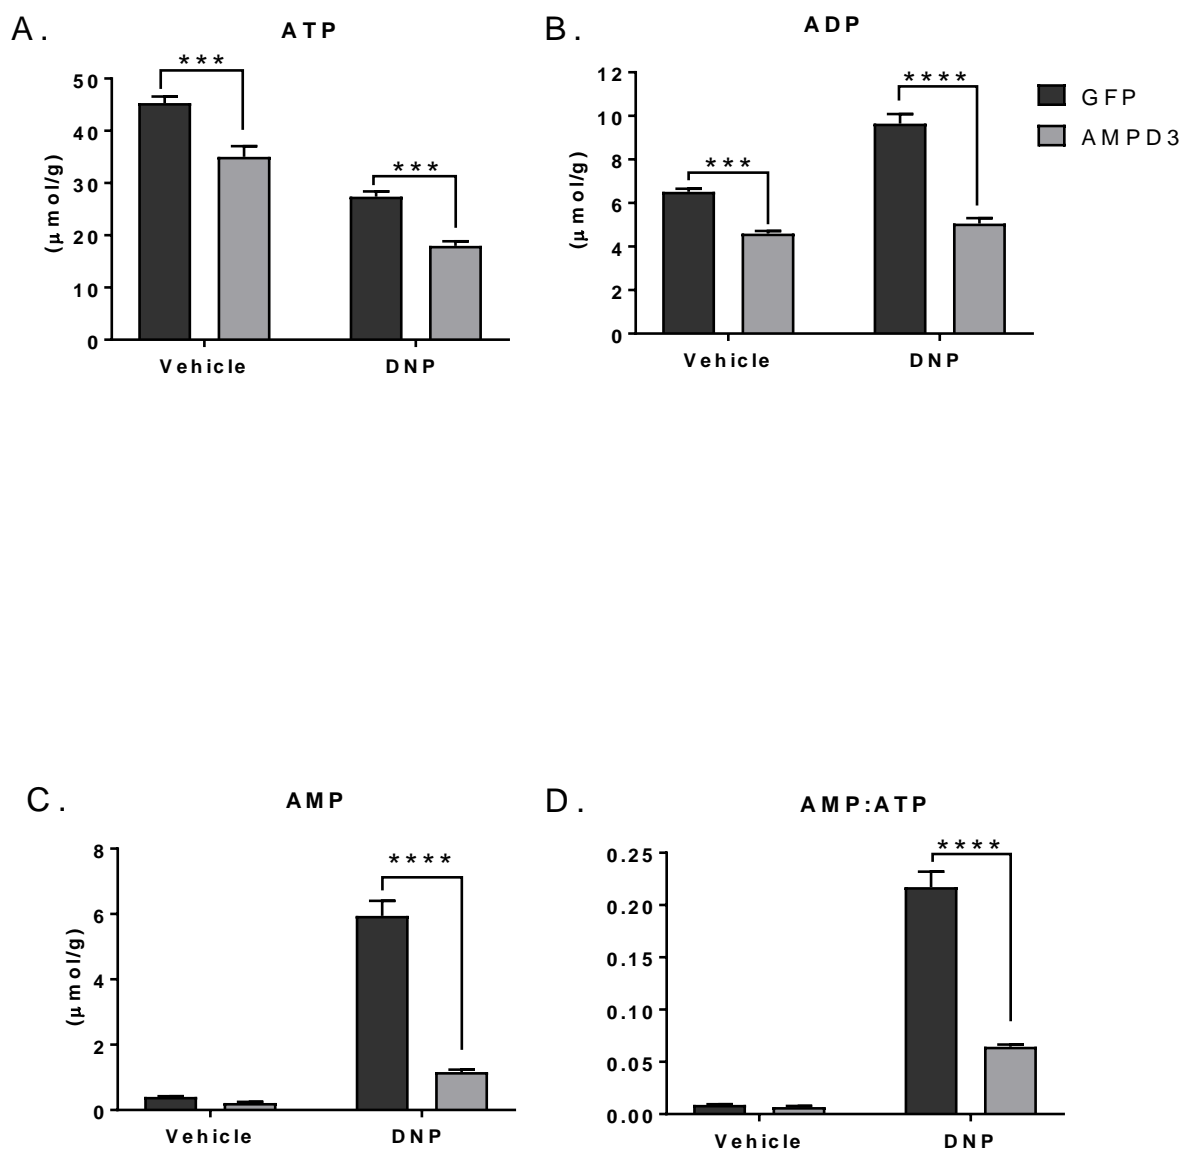 A.
ATP
***
***
50
40
30
20
10
0
(µmol/g)
Vehicle
DNP
B.
ADP
***
****
12
10
8
6
4
2
0
(µmol/g)
Vehicle
DNP
GFP
AMPD3
C.
AMP
****
8
6
4
2
0
(µmol/g)
Vehicle
DNP
D.
AMP:ATP
****
0.25
0.20
0.15
0.10
0.05
0.00
Vehicle
DNP